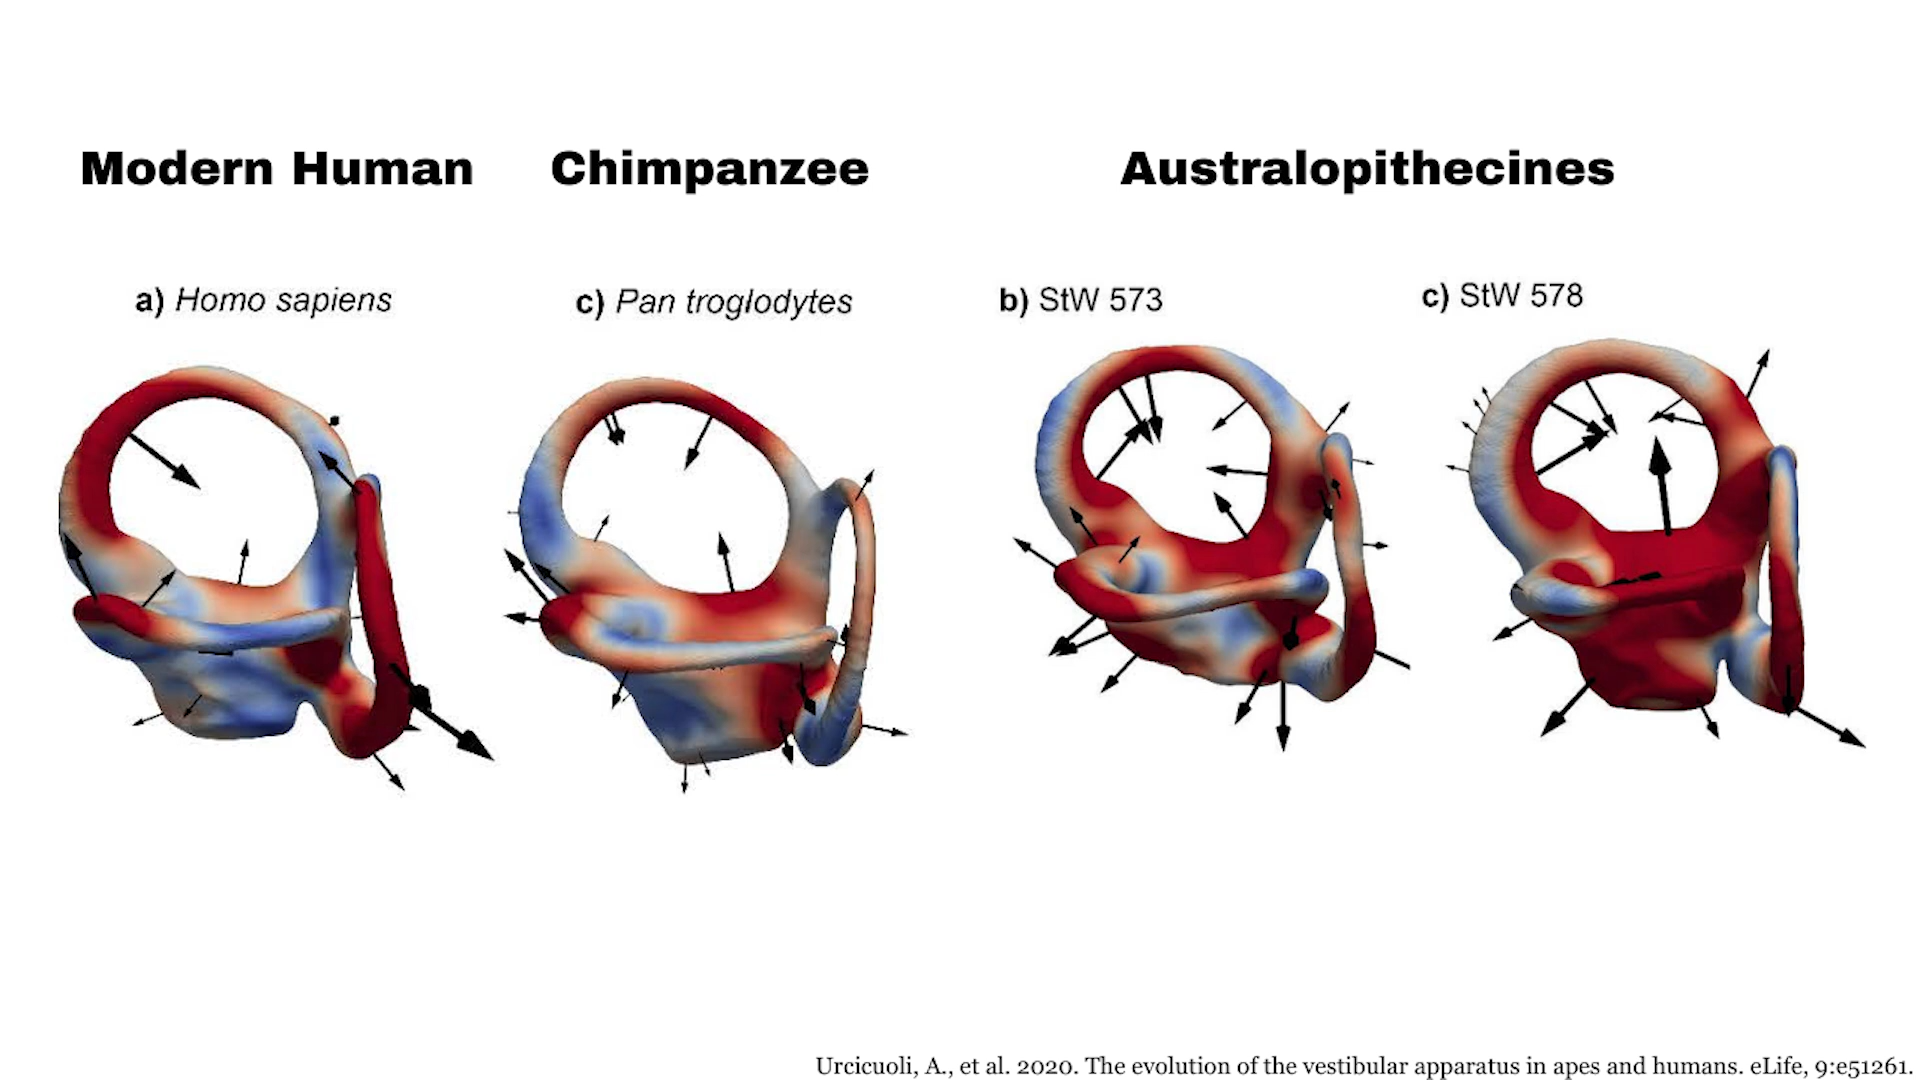 Modern Human
Chimpanzee
Australopithecines
a) Homo sapiens
c) Pan troglodytes
b) StW 573
c) StW 578
Urcicuoli, A., et al. 2020. The evolution of the vestibular apparatus in apes and humans. eLife, 9:e51261.